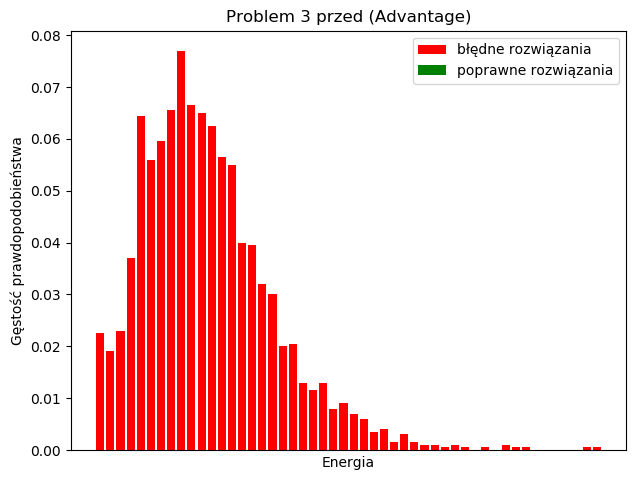 Problem 3 przed (Advantage)
błędne rozwiązania
poprawne rozwiązania
Gęstość prawdopodobieństwa
0.08
0.07
0.06
0.05
0.04
0.03
0.02
0.01
0.00
Energia